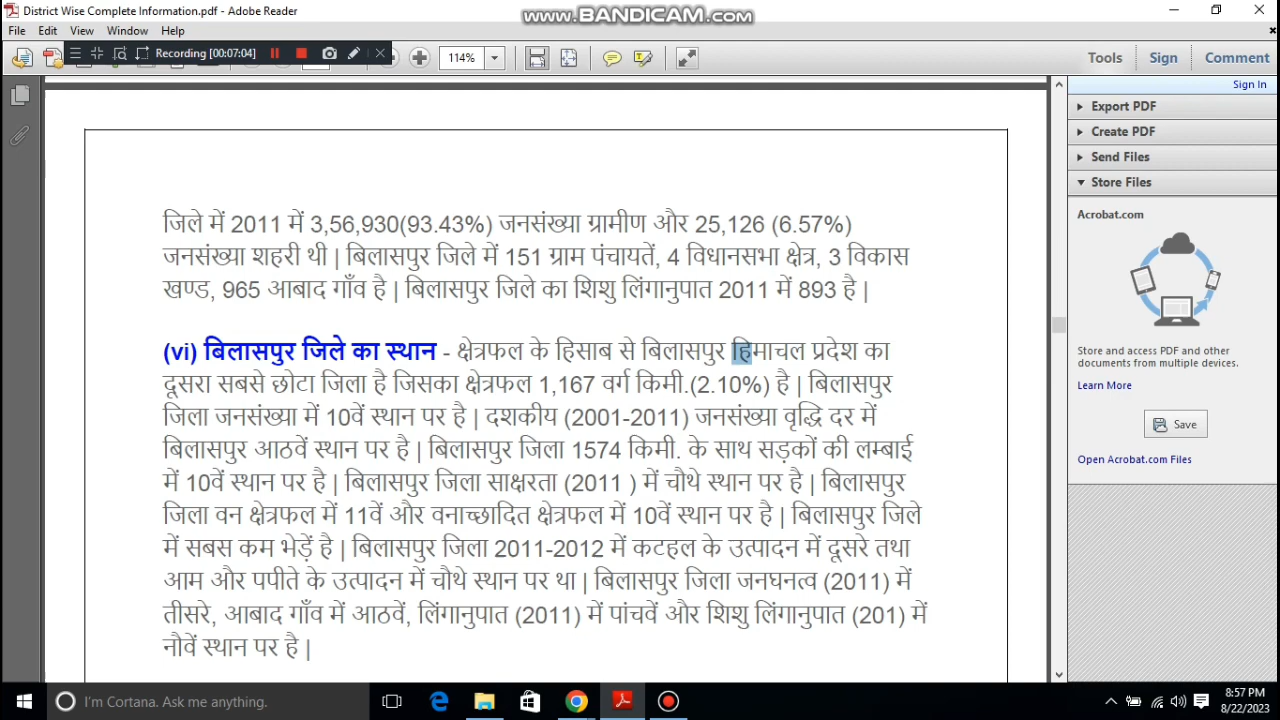 District Wise Complete Information.pdf - Adobe Reader
www.BANDICAM.com
File Edit View Window Help
Recording [00:07:04]
114%
Tools Sign Comment
Sign In
Export PDF
Create PDF
Send Files
Store Files
Acrobat.com
Store and access PDF and other
documents from multiple devices.
Learn More
Save
Open Acrobat.com Files
जिले में 2011 में 3,56,930(93.43%) जनसंख्या ग्रामीण और 25,126 (6.57%)
जनसंख्या शहरी थी | बिलासपुर जिले में 151 ग्राम पंचायतें, 4 विधानसभा क्षेत्र, 3 विकास
खण्ड, 965 आबाद गाँव है | बिलासपुर जिले का शिशु लिंगानुपात 2011 में 893 है |
(vi) बिलासपुर जिले का स्थान - क्षेत्रफल के हिसाब से बिलासपुर हिमाचल प्रदेश का
दूसरा सबसे छोटा जिला है जिसका क्षेत्रफल 1,167 वर्ग किमी.(2.10%) है | बिलासपुर
जिला जनसंख्या में 10वें स्थान पर है | दशकीय (2001-2011) जनसंख्या वृद्धि दर में
बिलासपुर आठवें स्थान पर है | बिलासपुर जिला 1574 किमी. के साथ सड़कों की लम्बाई
में 10वें स्थान पर है | बिलासपुर जिला साक्षरता (2011 ) में चौथे स्थान पर है | बिलासपुर
जिला वन क्षेत्रफल में 11वें और वनाच्छादित क्षेत्रफल में 10वें स्थान पर है | बिलासपुर जिले
में सबस कम भेड़ें है | बिलासपुर जिला 2011-2012 में कटहल के उत्पादन में दूसरे तथा
आम और पपीते के उत्पादन में चौथे स्थान पर था | बिलासपुर जिला जनघनत्व (2011) में
तीसरे, आबाद गाँव में आठवें, लिंगानुपात (2011) में पांचवें और शिशु लिंगानुपात (201) में
नौवें स्थान पर है |
I'm Cortana. Ask me anything.
8:57 PM
8/22/2023